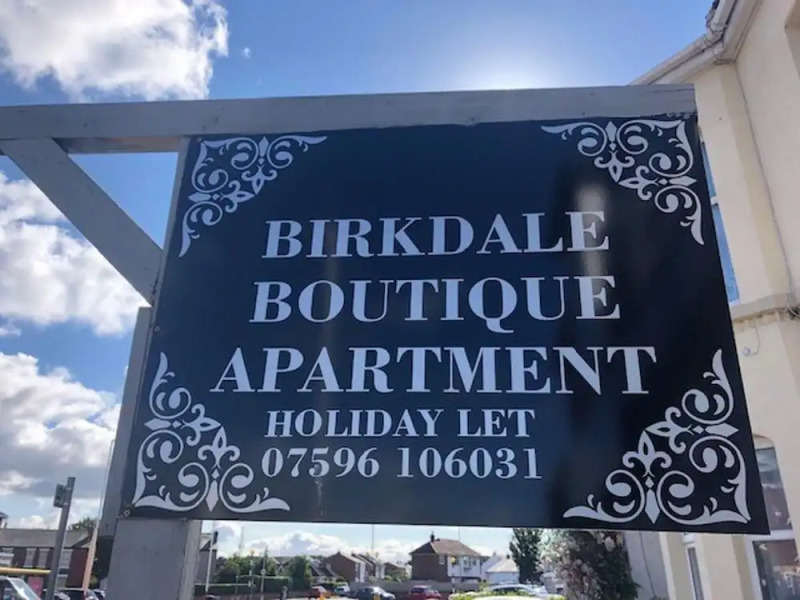 BIRKDALE
BOUTIQUE
APARTMENT
HOLIDAY LET
07596 106031